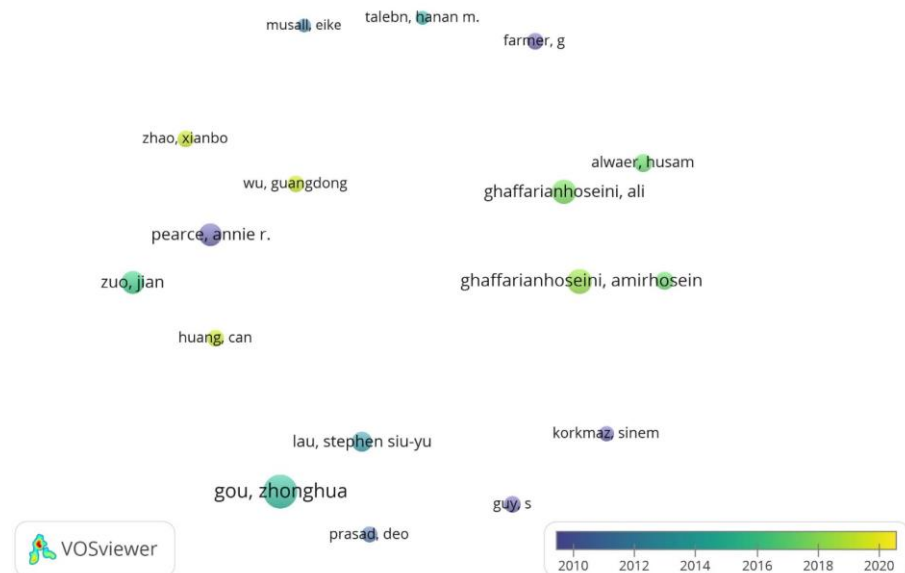 musall, eike
talebn, hanan m.
farmer, g
zhao, xianbo
alwaer, husam
wu, guangdong
ghaffarianhoseini, ali
pearce, annie r.
zuo, jian
ghaffarianhoseini, amirhosein
huang, can
lau, stephen siu-yu
korkmaz, sinem
gou, zhonghua
guy, s
prasad, deo
VOSviewer
2010 2012 2014 2016 2018 2020